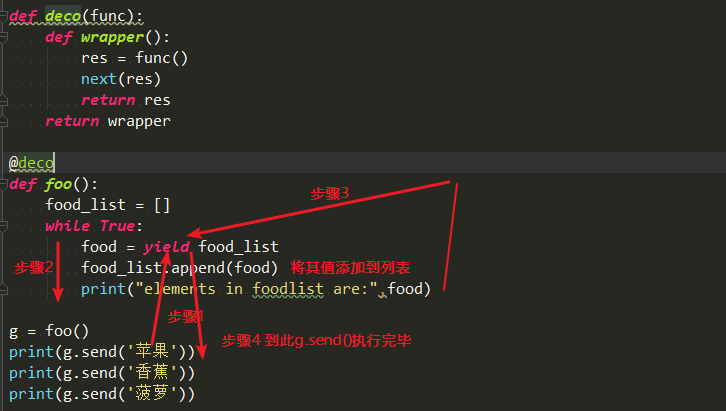 def deco(func):
    def wrapper():
        res = func()
        next(res)
        return res
    return wrapper
@deco
def foo():
步骤3
    food_list = []
    while True:
        food = yield food_list
步骤2
        food_list.append(food) 将其值添加到列表
        print("elements in foodlist are:",food)
步骤1
g = foo()
步骤4 到此g.send()执行完毕
print(g.send('苹果'))
print(g.send('香蕉'))
print(g.send('菠萝'))